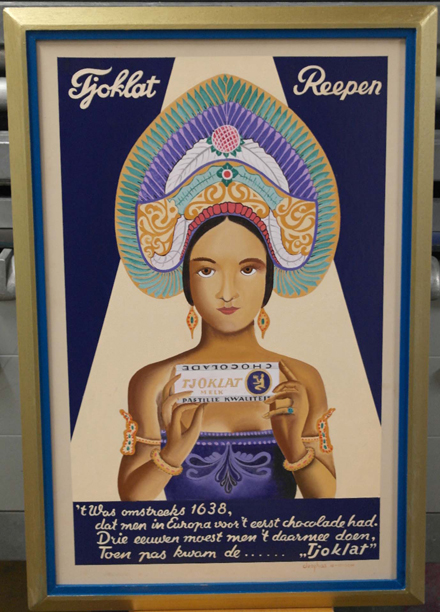 Tjoklat Reepen
CHOCOLADE
TJOKLAT
MELK
PASTILLE KWALITEIT
't Was omstreeks 1638,
dat men in Europa voor 't eerst chocolade had.
Drie eeuwen moest men 't daarmee doen,
Toen pas kwam de ...... „Tjoklat”